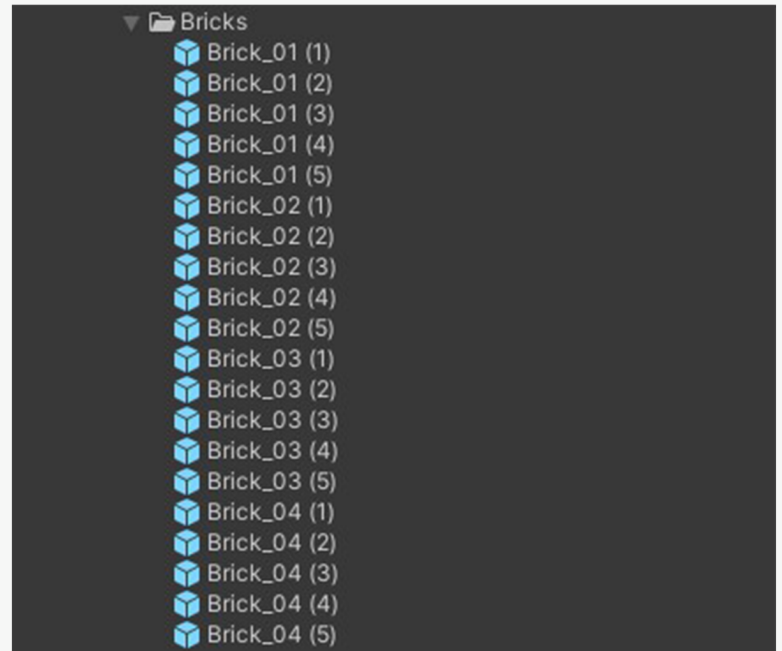 Bricks
Brick_01 (1)
Brick_01 (2)
Brick_01 (3)
Brick_01 (4)
Brick_01 (5)
Brick_02 (1)
Brick_02 (2)
Brick_02 (3)
Brick_02 (4)
Brick_02 (5)
Brick_03 (1)
Brick_03 (2)
Brick_03 (3)
Brick_03 (4)
Brick_03 (5)
Brick_04 (1)
Brick_04 (2)
Brick_04 (3)
Brick_04 (4)
Brick_04 (5)